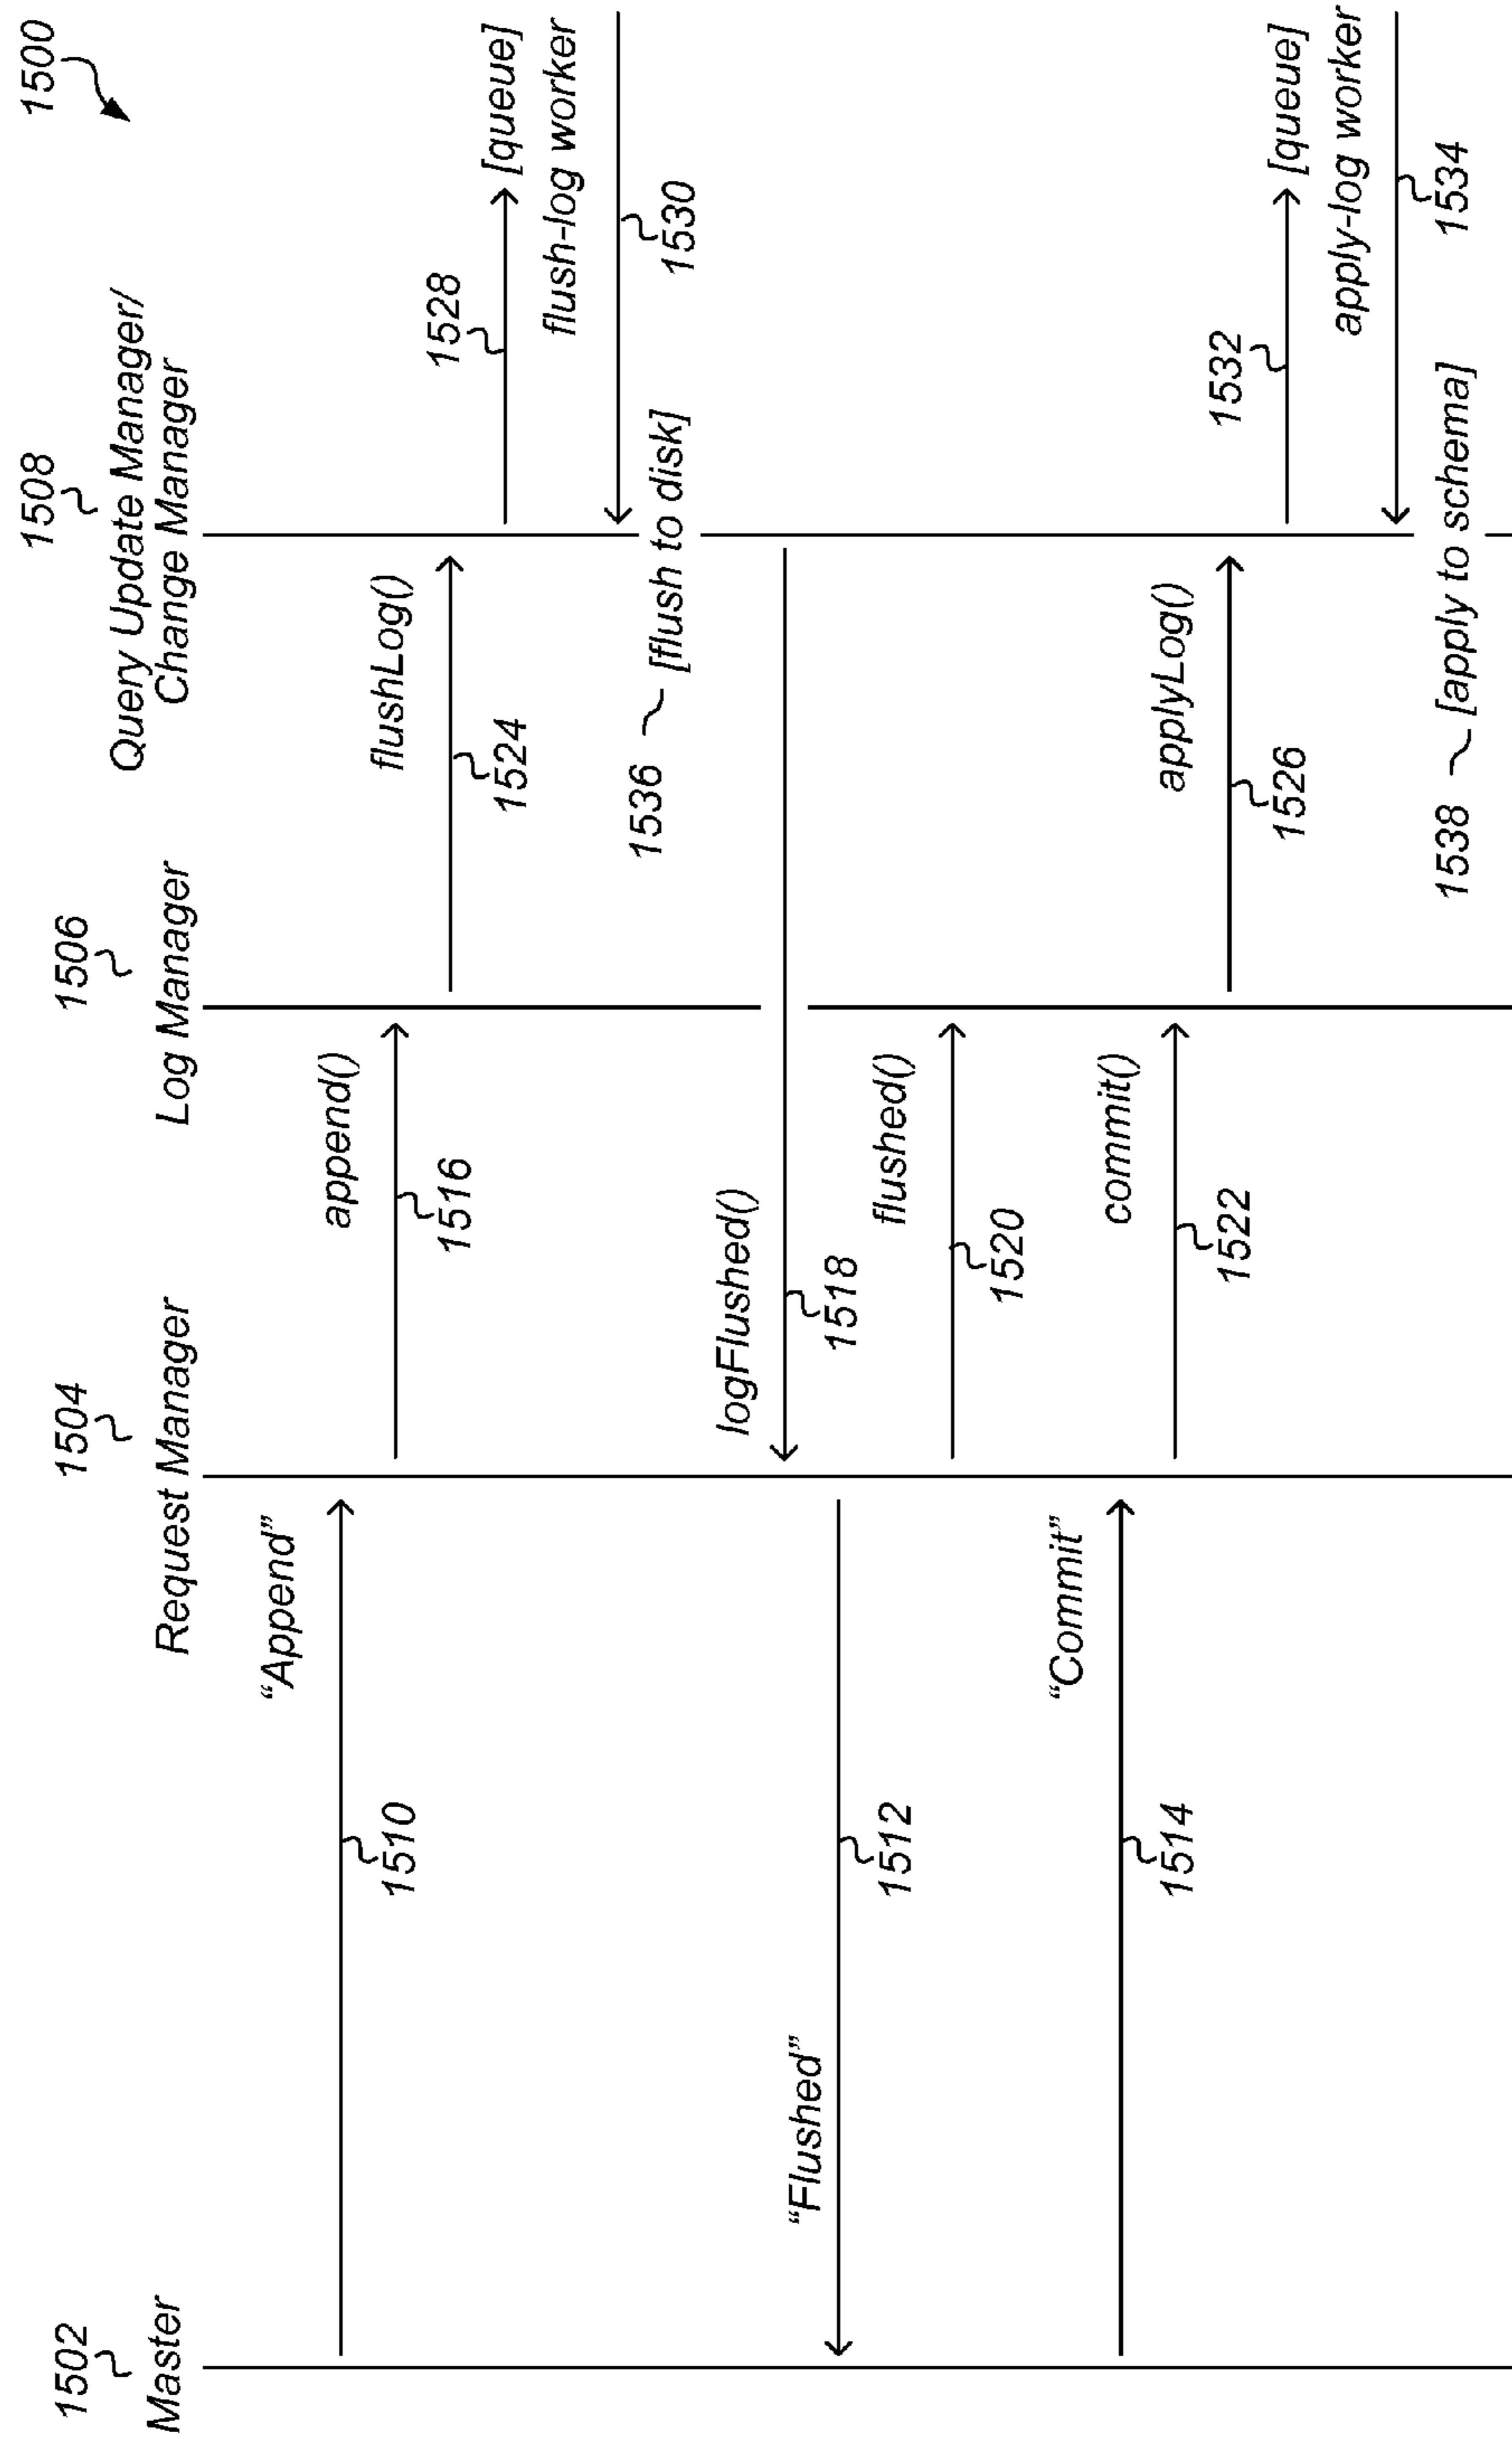 1500
1502
1504
1506
1508
Master
Request Manager
Log Manager
Query Update Manager/
Change Manager
“Append”
1510
append()
1516
flushLog()
1524
1528
[queue]
flush-log worker
1530
1536
[flush to disk]
logFlushed()
1518
“Flushed”
1512
flushed()
1520
“Commit”
1514
commit()
1522
applyLog()
1526
1532
[queue]
apply-log worker
1534
1538
[apply to schema]